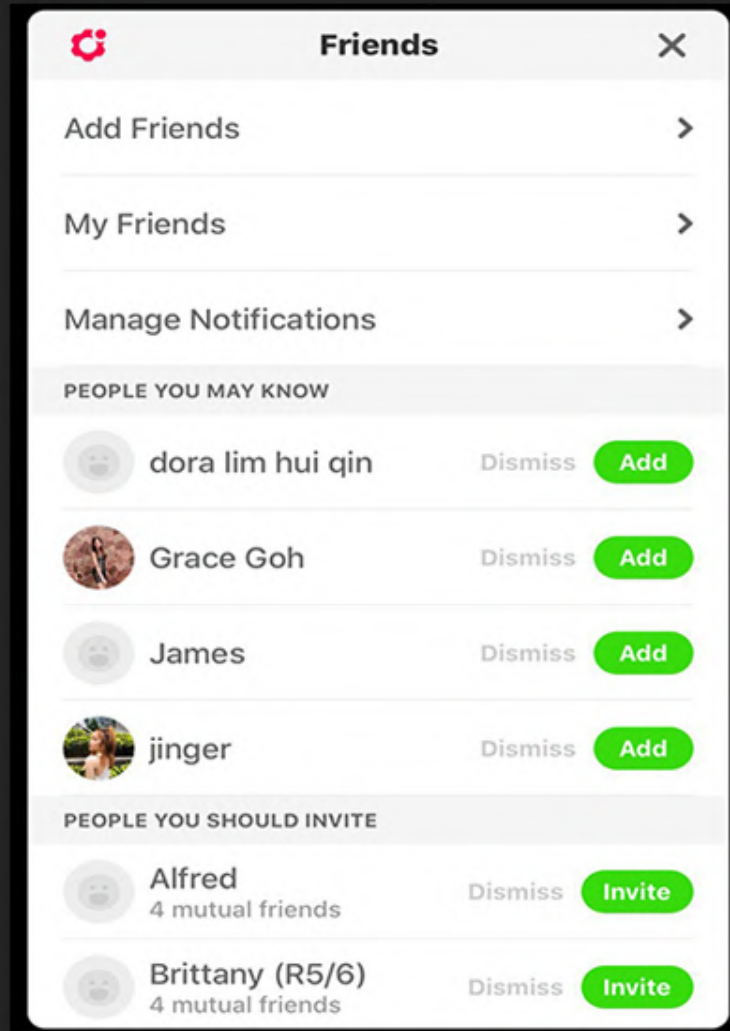 Friends
Add Friends
My Friends
Manage Notifications
PEOPLE YOU MAY KNOW
dora lim hui qin Dismiss Add
Grace Goh Dismiss Add
James Dismiss Add
jinger Dismiss Add
PEOPLE YOU SHOULD INVITE
Alfred
4 mutual friends
Dismiss Invite
Brittany (R5/6)
4 mutual friends
Dismiss Invite